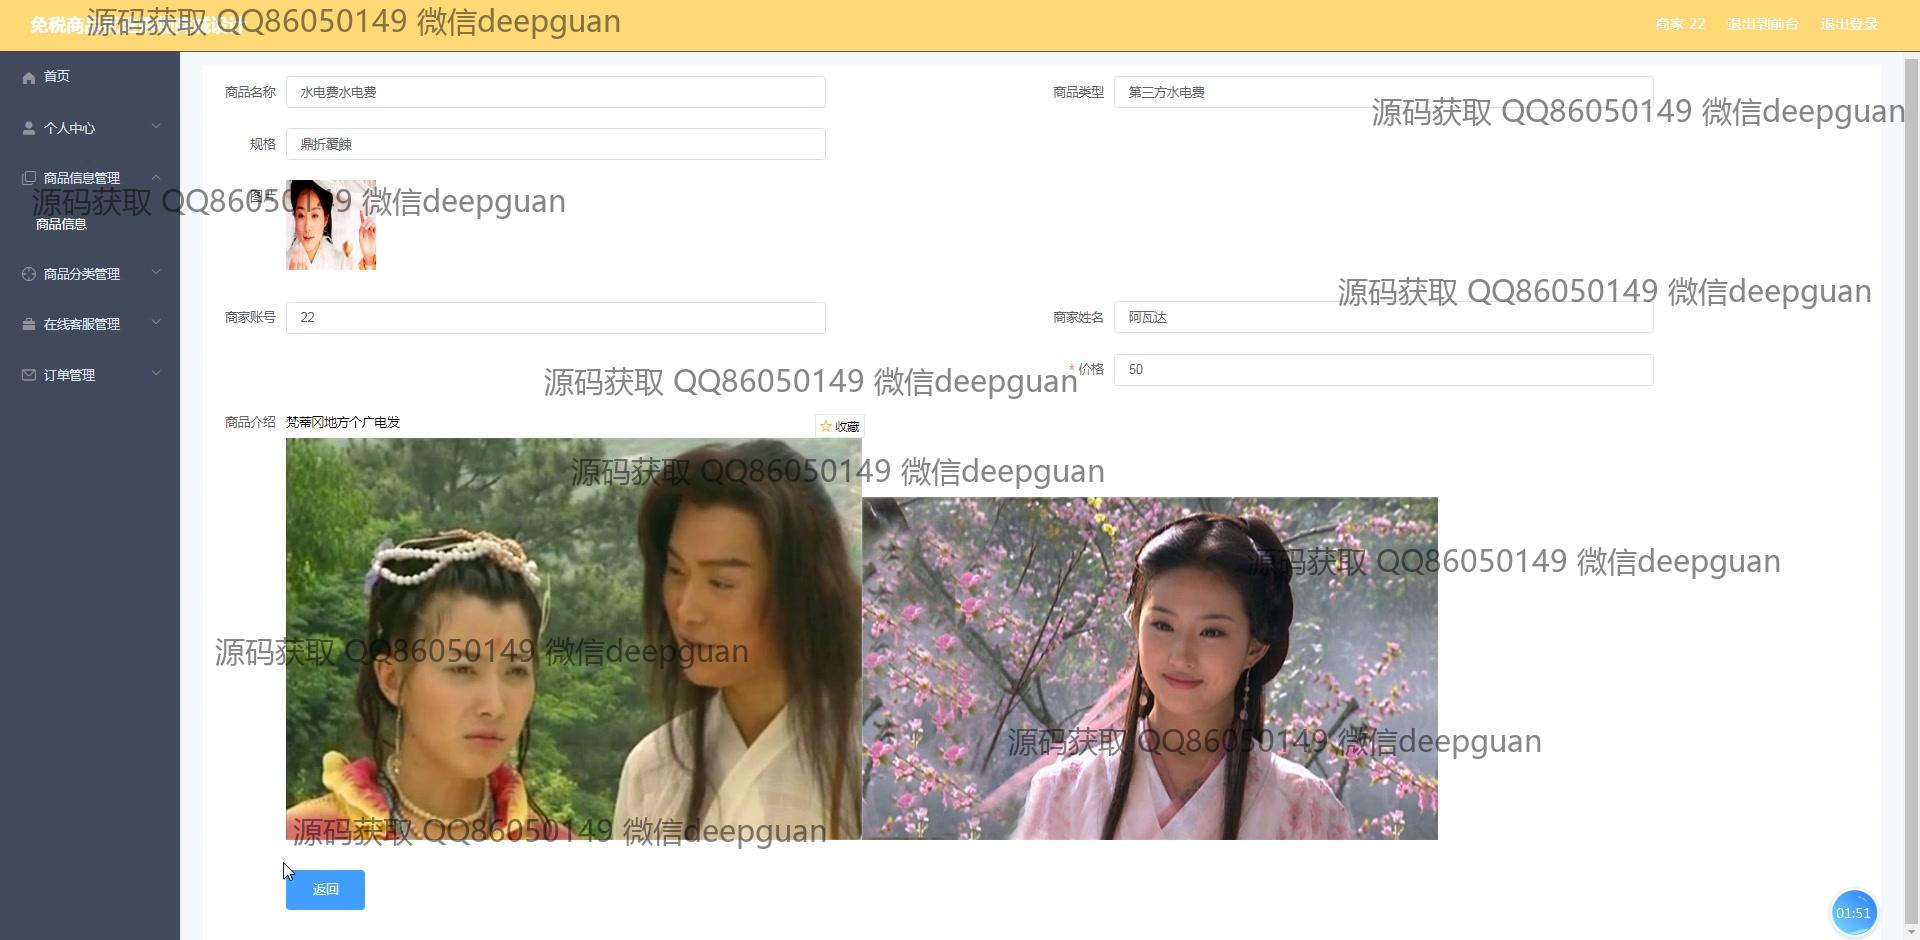 免税商
源码获取 QQ86050149 微信deepguan
商家 22 退出到前台 退出登录
首页
商品名称 水电费水电费 商品类型 第三方水电费
源码获取 QQ86050149 微信deepguan
个人中心
规格 鼎折覆餗
商品信息管理
图片
源码获取 QQ86050149 微信deepguan
商品信息
商品分类管理
源码获取 QQ86050149 微信deepguan
商家账号 22 商家姓名 阿瓦达
在线客服管理
订单管理
*价格 50
源码获取 QQ86050149 微信deepguan
商品介绍 梵蒂冈地方个广电发
收藏
源码获取 QQ86050149 微信deepguan
源码获取 QQ86050149 微信deepguan
源码获取 QQ86050149 微信deepguan
源码获取 QQ86050149 微信deepguan
源码获取 QQ86050149 微信deepguan
返回
01:51